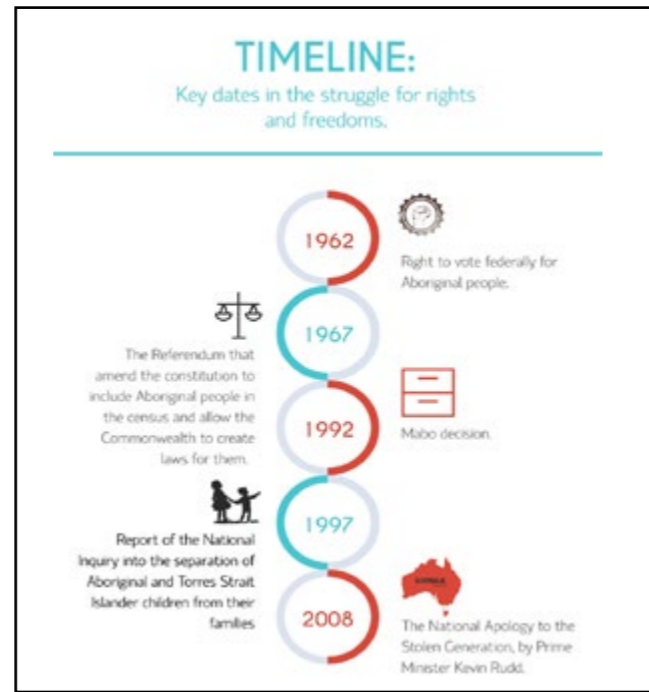 TIMELINE:
Key dates in the struggle for rights
and freedoms.
1962
Right to vote federally for
Aboriginal people.
1967
The Referendum that
amend the constitution to
include Aboriginal people in
the census and allow the
Commonwealth to create
laws for them.
1992
Mabo decision.
1997
Report of the National
Inquiry into the separation of
Aboriginal and Torres Strait
Islander children from their
families
2008
The National Apology to the
Stolen Generation, by Prime
Minister Kevin Rudd.